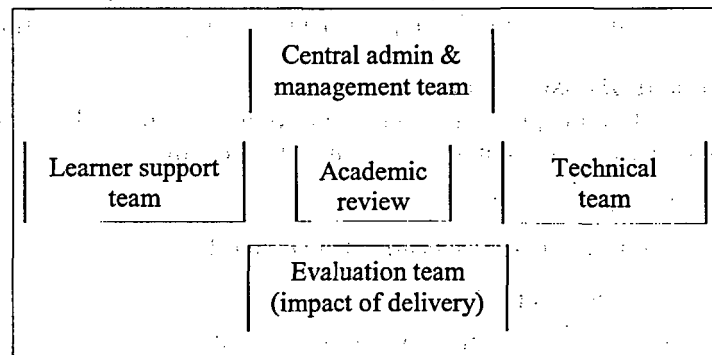 Central admin &
management team
Learner support
team
Academic
review
Technical
team
Evaluation team
(impact of delivery)